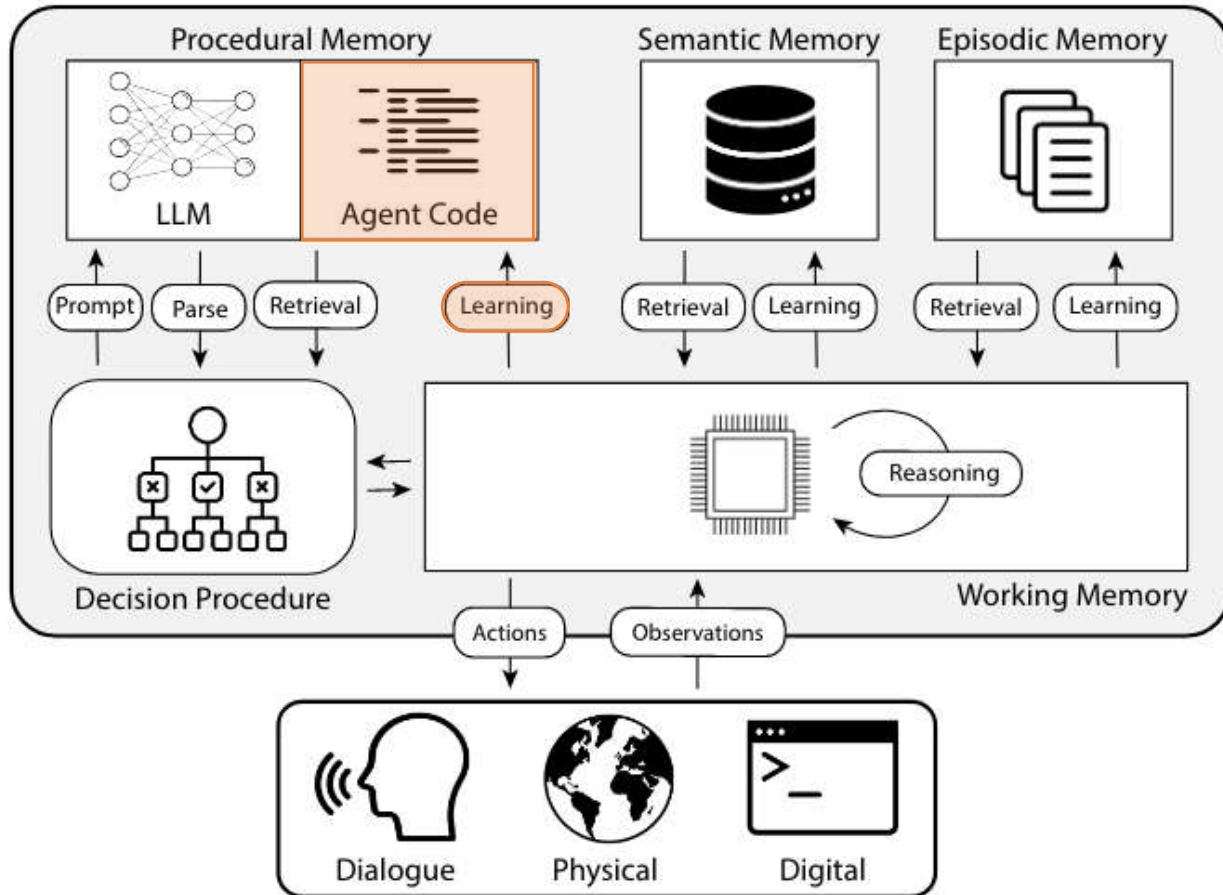 Procedural Memory
Semantic Memory
Episodic Memory
LLM
Agent Code
Prompt
Parse
Retrieval
Learning
Retrieval
Learning
Retrieval
Learning
Reasoning
Decision Procedure
Working Memory
Actions
Observations
>_
Dialogue
Physical
Digital